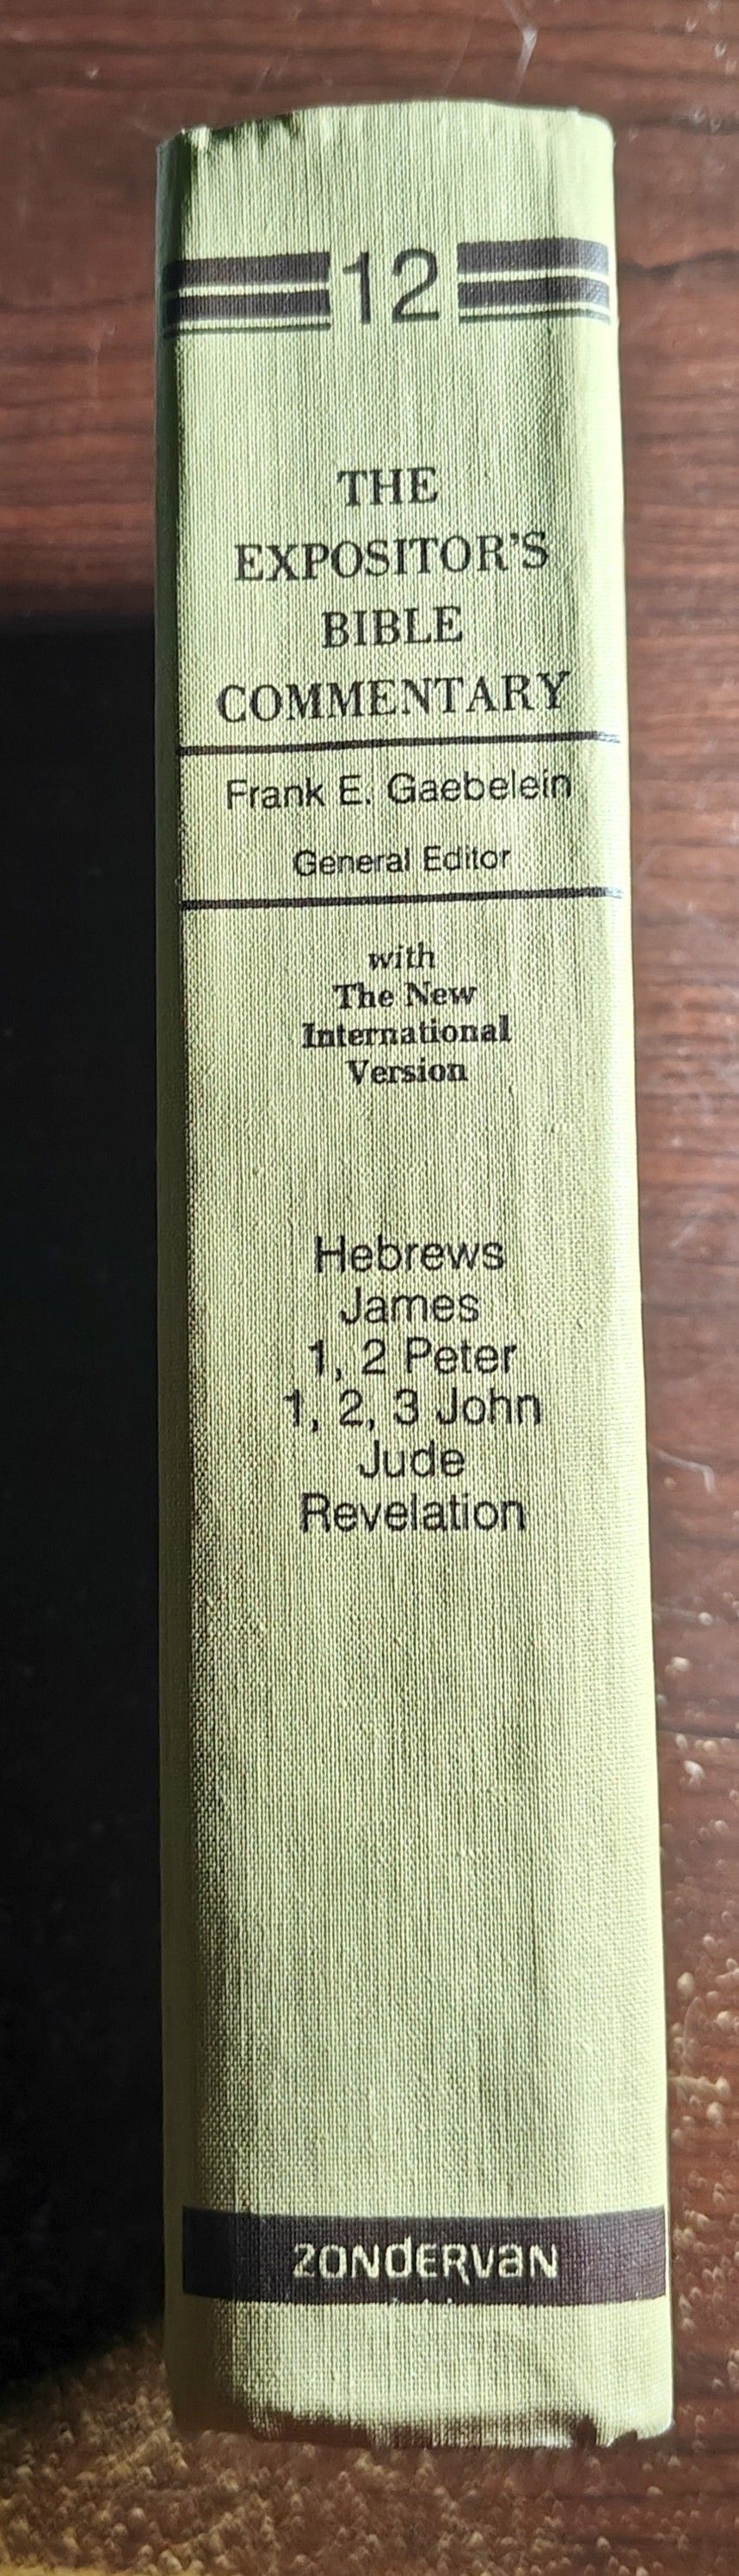 12
THE
EXPOSITOR'S
BIBLE
COMMENTARY
Frank E. Gaebelein
General Editor
with
The New
International
Version
Hebrews
James
1, 2 Peter
1, 2, 3 John
Jude
Revelation
ZONDERVAN